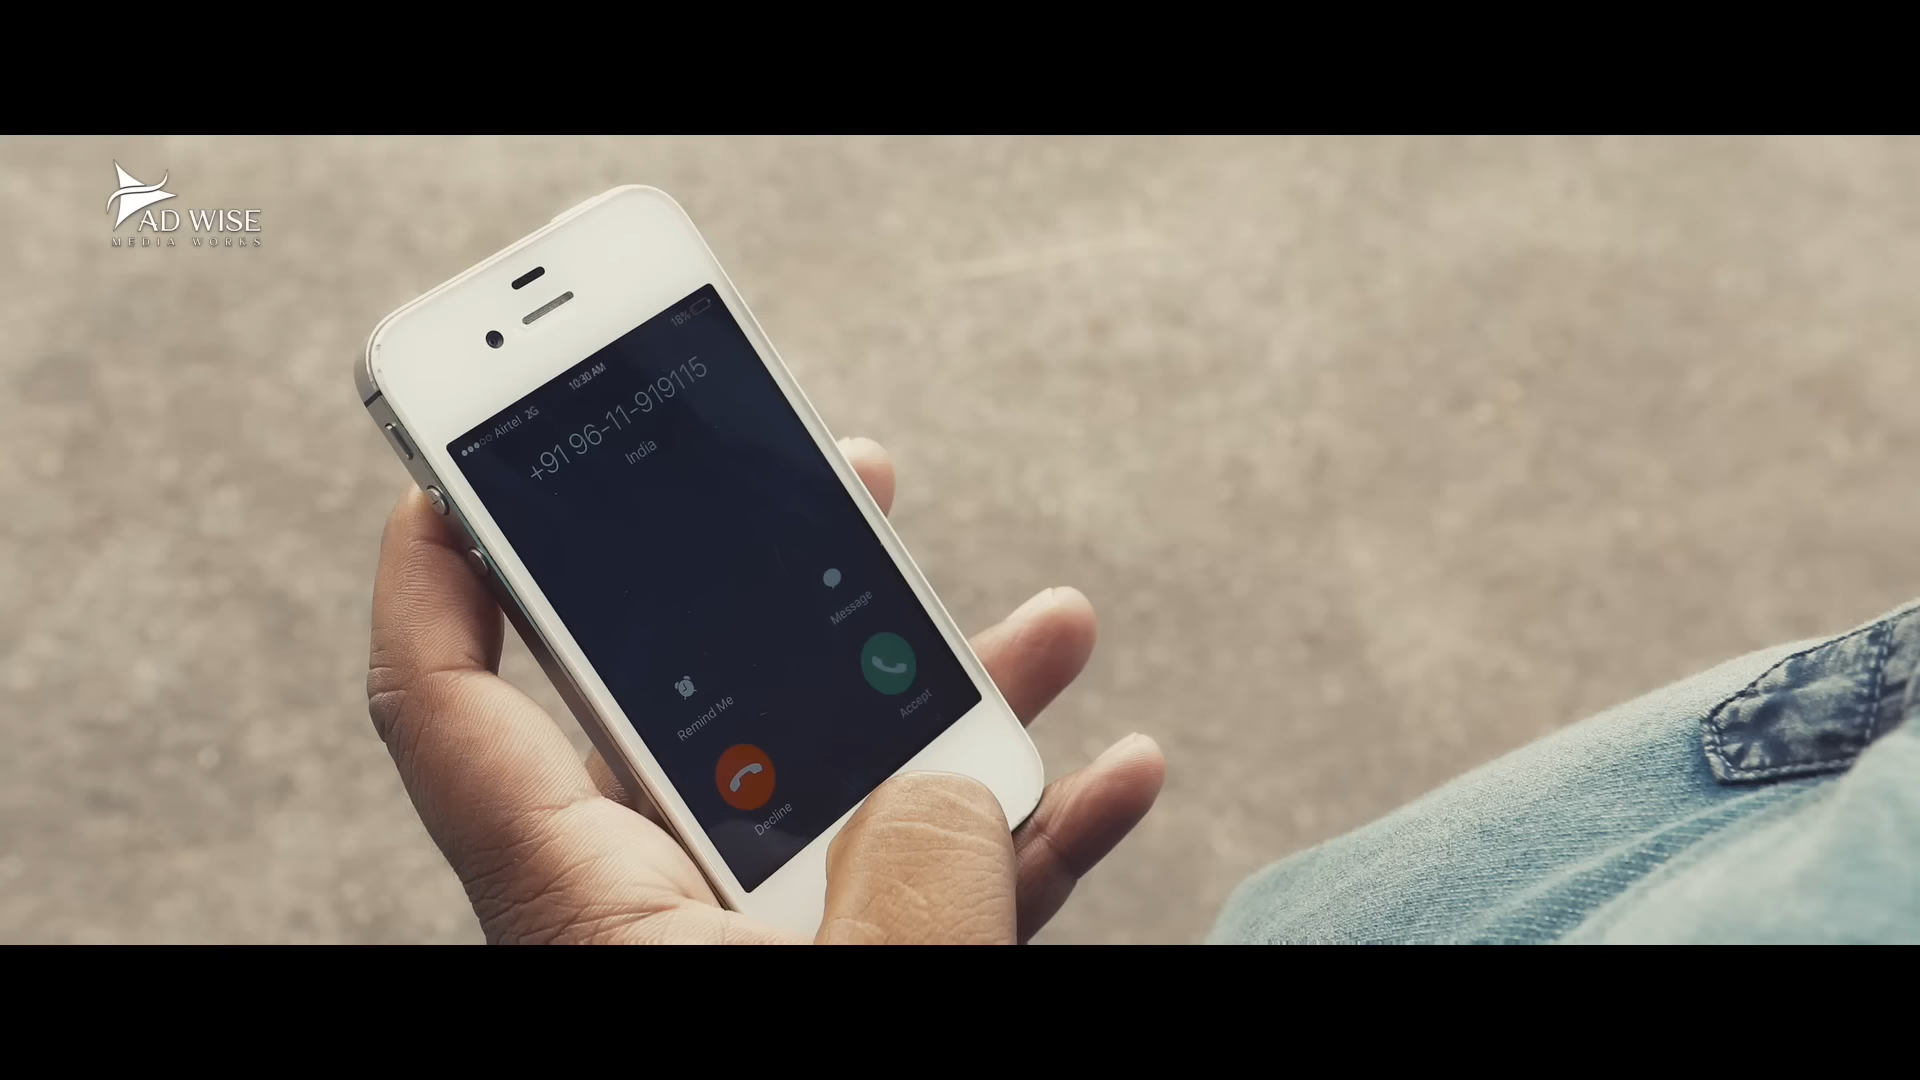 AD WISE
MEDIA WORKS
●●●○○ Airtel 2G 10:30 AM 18%
+91 96-11-919115
India
Remind Me
Message
Decline
Accept